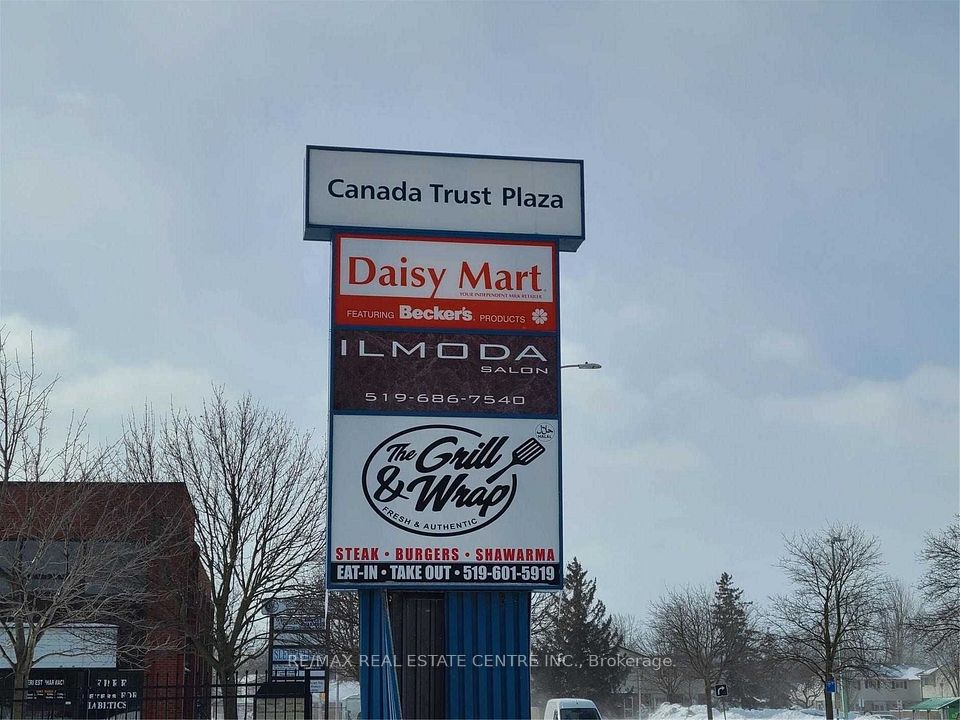 Canada Trust Plaza
Daisy Mart
YOUR INDEPENDENT MILK RETAILER
FEATURING Becker's PRODUCTS
ILMODA
SALON
519-686-7540
حلال
HALAL
The Grill
& Wrap
FRESH & AUTHENTIC
STEAK • BURGERS • SHAWARMA
EAT-IN • TAKE OUT • 519-601-5919
RE/MAX REAL ESTATE CENTRE INC., Brokerage.